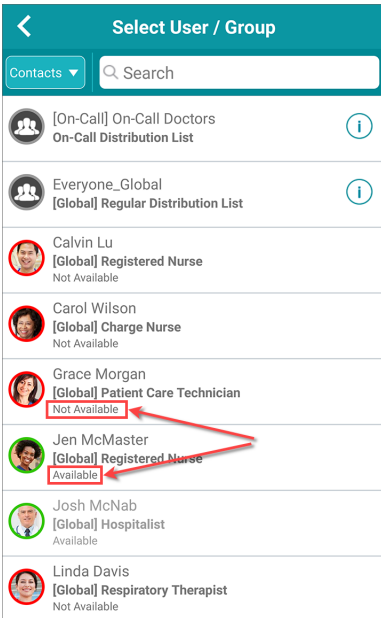 Select User / Group
Contacts
Search
[On-Call] On-Call Doctors
On-Call Distribution List
i
Everyone_Global
[Global] Regular Distribution List
i
Calvin Lu
[Global] Registered Nurse
Not Available
Carol Wilson
[Global] Charge Nurse
Not Available
Grace Morgan
[Global] Patient Care Technician
Not Available
Jen McMaster
[Global] Registered Nurse
Available
Josh McNab
[Global] Hospitalist
Available
Linda Davis
[Global] Respiratory Therapist
Not Available